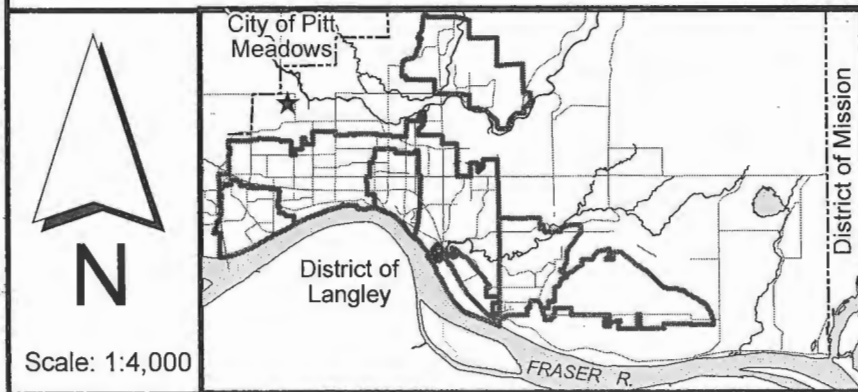 N
Scale: 1:4,000
City of Pitt
Meadows
District of
Langley
FRASER R.
District of Mission